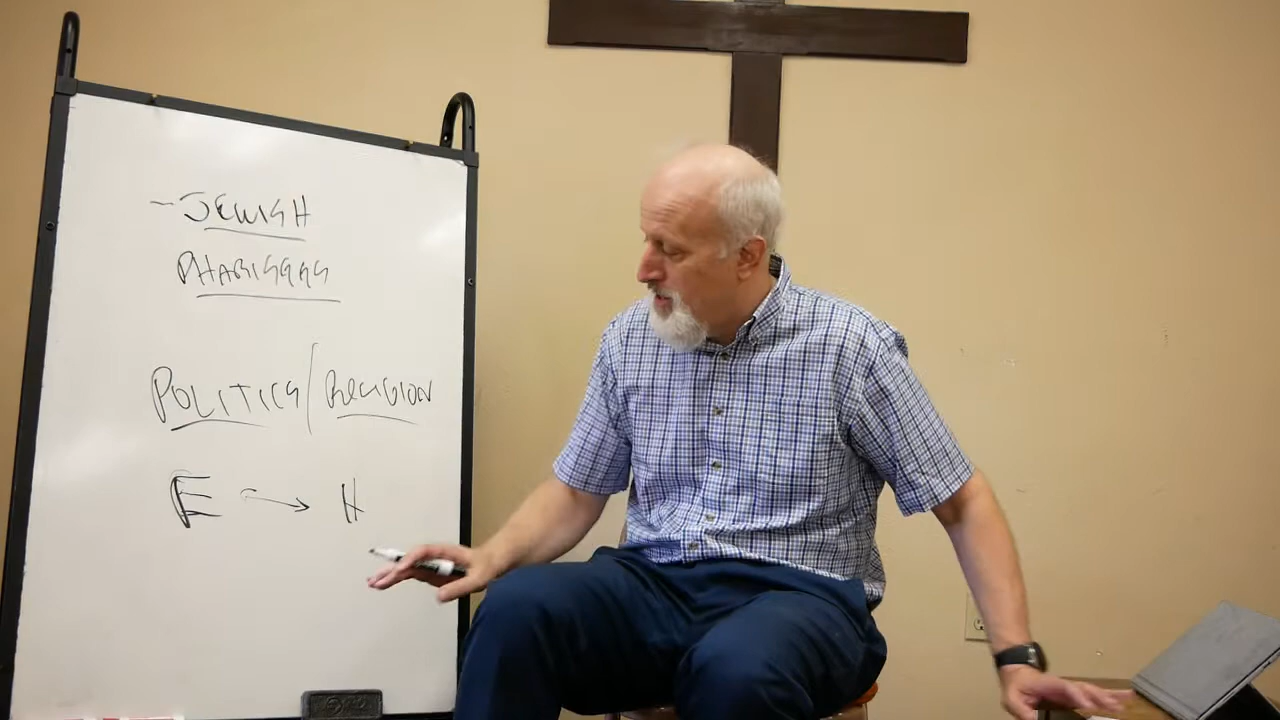 - JEWISH
PHARISEES
POLITICS/RELIGION
E → H